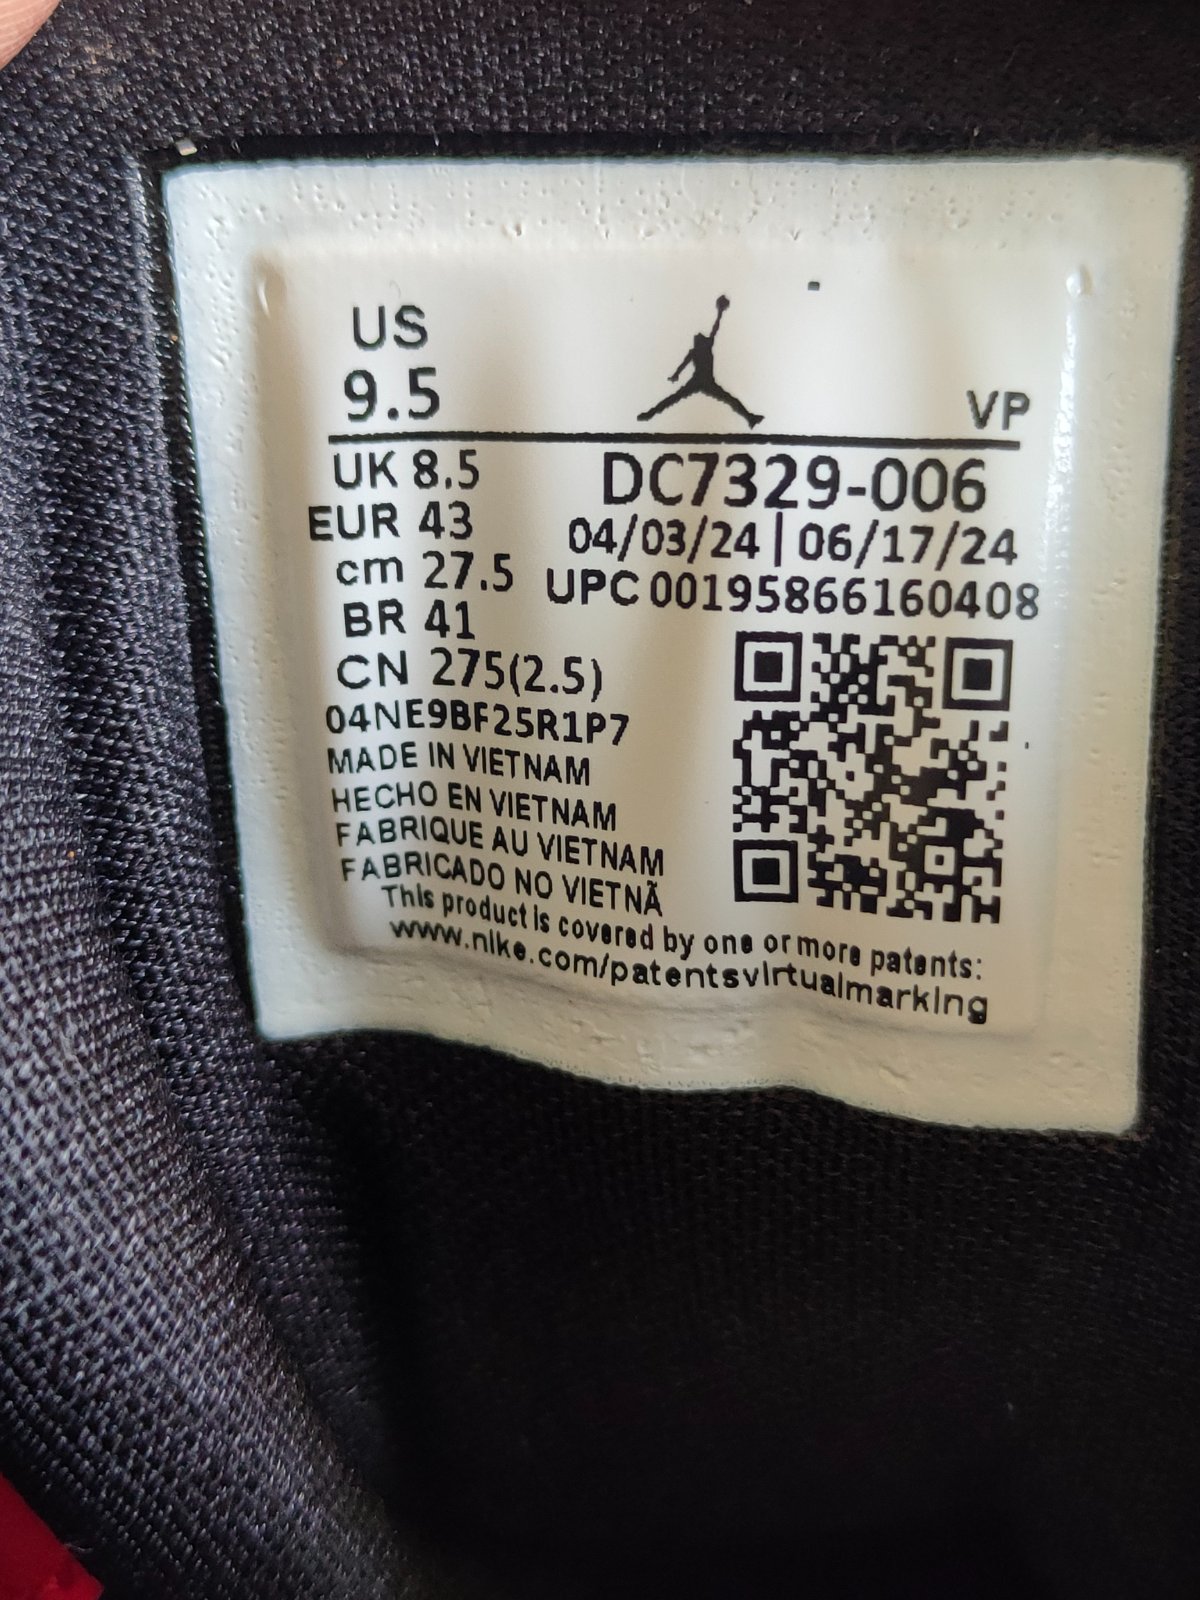 US
9.5
VP
UK 8.5
DC7329-006
EUR 43
04/03/24 | 06/17/24
cm 27.5
UPC 00195866160408
BR 41
CN 275(2.5)
04NE9BF25R1P7
MADE IN VIETNAM
HECHO EN VIETNAM
FABRIQUE AU VIETNAM
FABRICADO NO VIETNÃ
This product is covered by one or more patents:
www.nike.com/patentsvirtualmarking